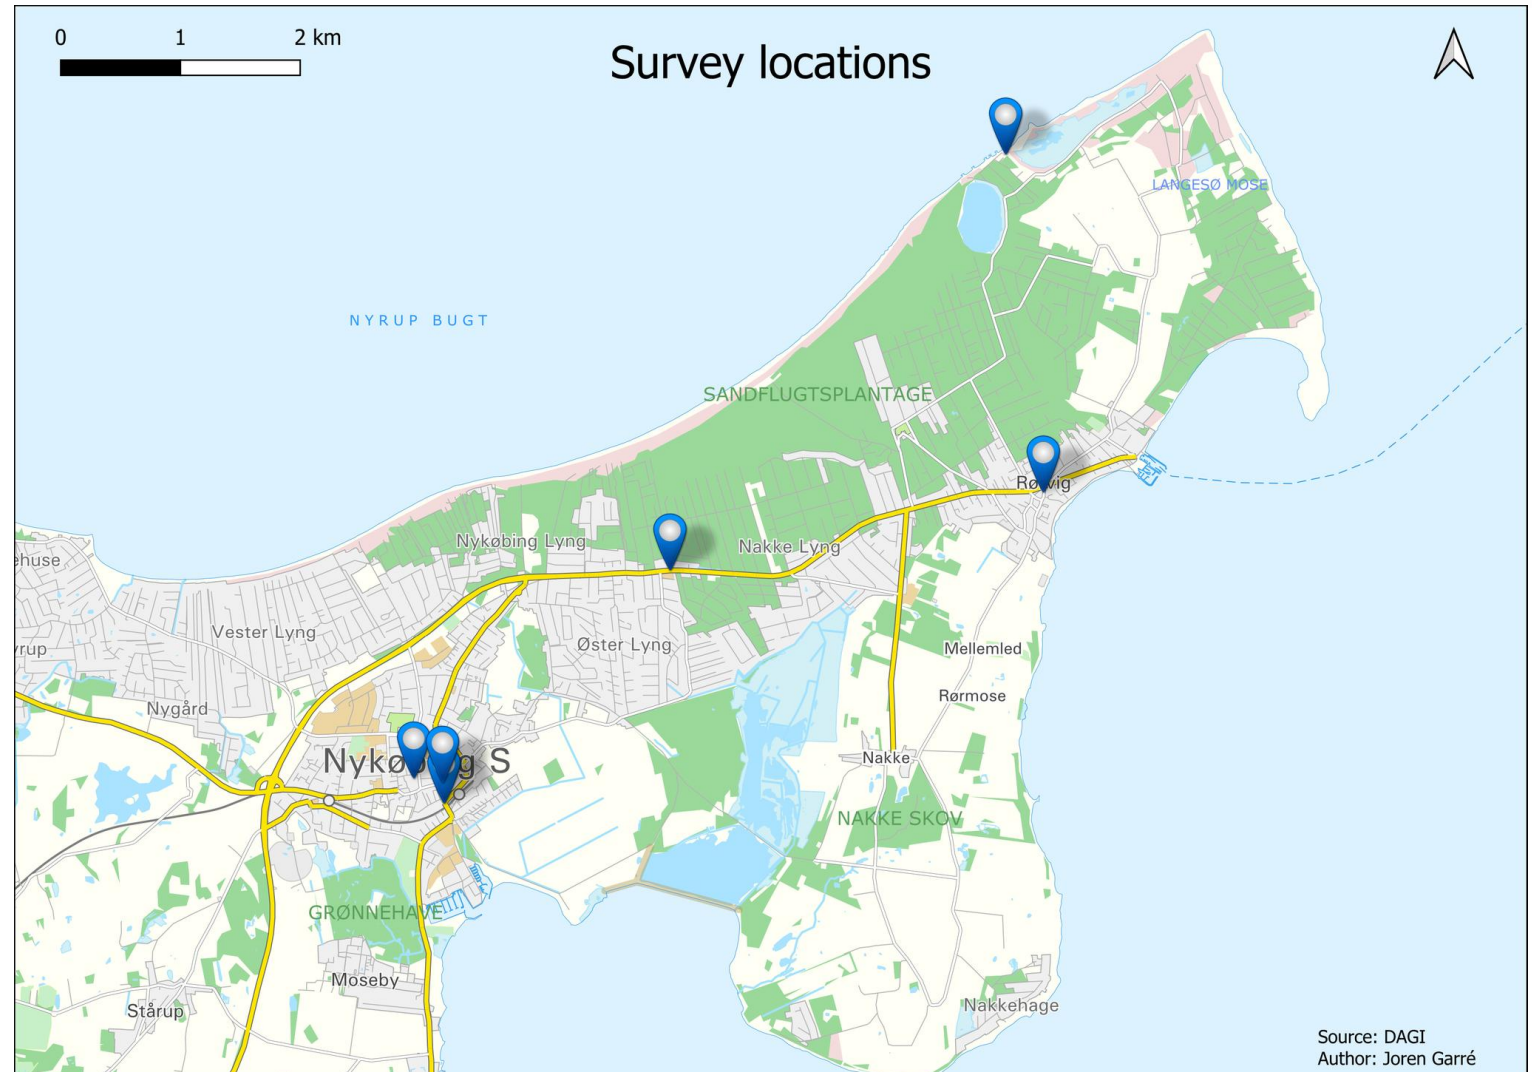 0 1 2 km
Survey locations
LANGESØ MOSE
NYRUP BUGT
SANDFLUGTSPLANTAGE
Nykøbing Lyng
Nakke Lyng
Vester Lyng
Øster Lyng
Mellemled
Rørmose
Nygård
Nakke
NAKKE SKOV
GRØNNEHAVE
Moseby
Nakkehage
Stårup
Source: DAGI
Author: Joren Garré